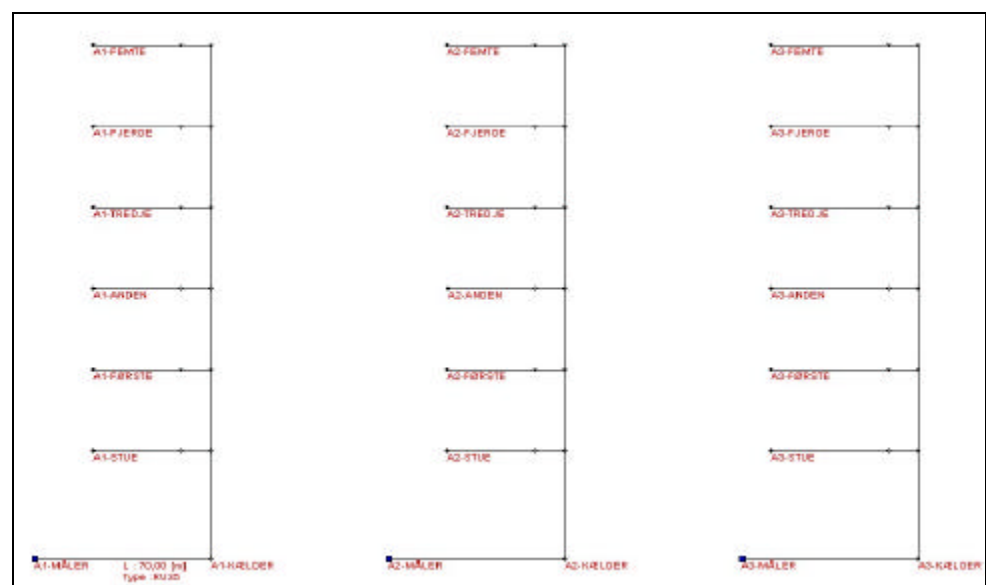 A1-FEMTE A2-FEMTE A3-FEMTE
A1-FJERDE A2-FJERDE A3-FJERDE
A1-TREDJE A2-TREDJE A3-TREDJE
A1-ANDEN A2-ANDEN A3-ANDEN
A1-FØRSTE A2-FØRSTE A3-FØRSTE
A1-STUE A2-STUE A3-STUE
A1-MÅLER L : 70,00 [m] A1-KÆLDER A2-MÅLER A2-KÆLDER A3-MÅLER A3-KÆLDER
Type :